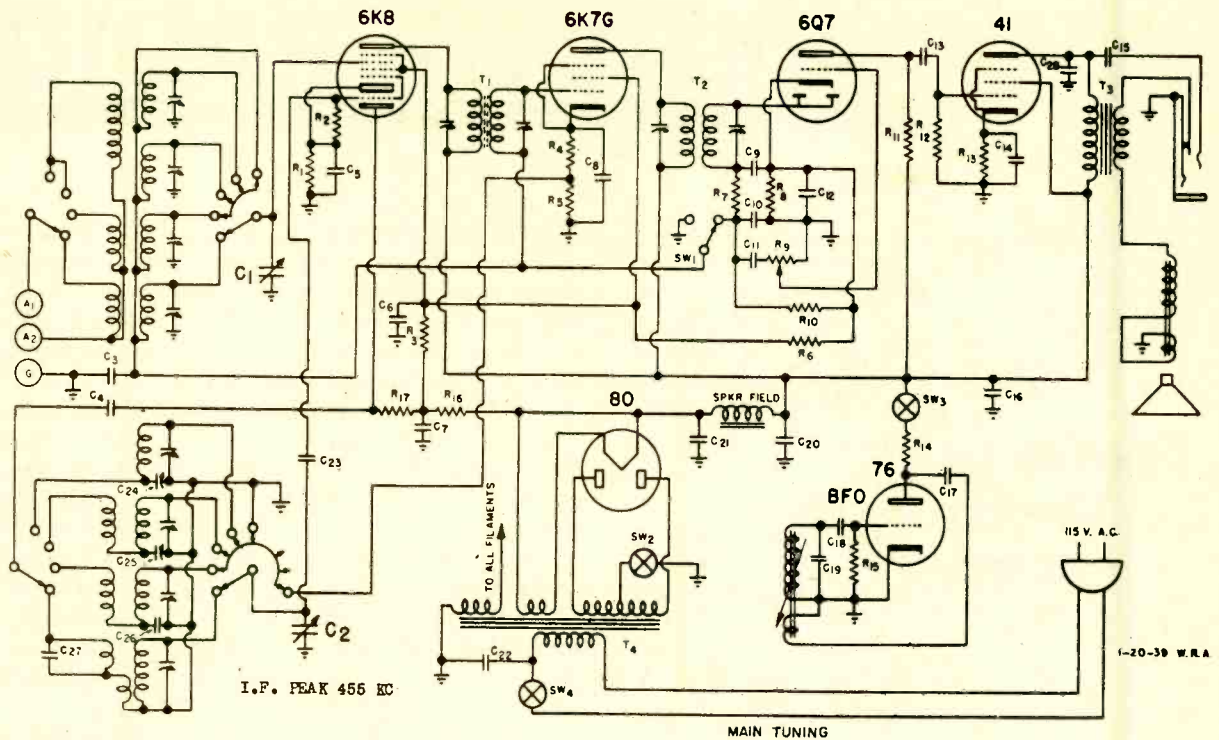 6K8
6K7G
6Q7
41
C13
C28
C15
T1
T2
T3
R2
R1
C5
R4
C8
R5
C9
R7
R8
C12
C10
C11
R9
SW1
R11
R12
R13
C14
C1
A1
A2
G
C3
C4
C6
R3
R10
R6
R17
R16
C7
80
SPKR FIELD
C21
C20
C16
SW3
R14
C23
C24
C25
C26
C27
C2
TO ALL FILAMENTS
SW2
76
BFO
C17
C18
C19
R15
115 V. A.C.
T4
C22
SW4
I.F. PEAK 455 KC
1-20-39 W.R.A.
MAIN TUNING